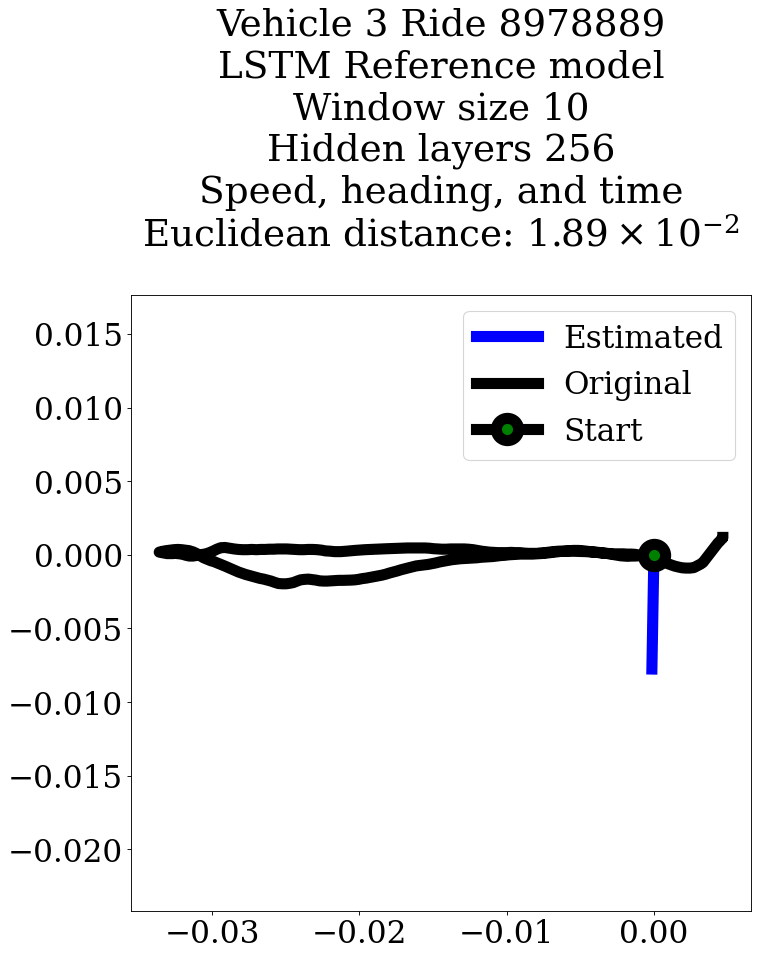 Vehicle 3 Ride 8978889
LSTM Reference model
Window size 10
Hidden layers 256
Speed, heading, and time
Euclidean distance: 1.89 × 10⁻²
Estimated
Original
Start
0.015
0.010
0.005
0.000
−0.005
−0.010
−0.015
−0.020
−0.03 −0.02 −0.01 0.00